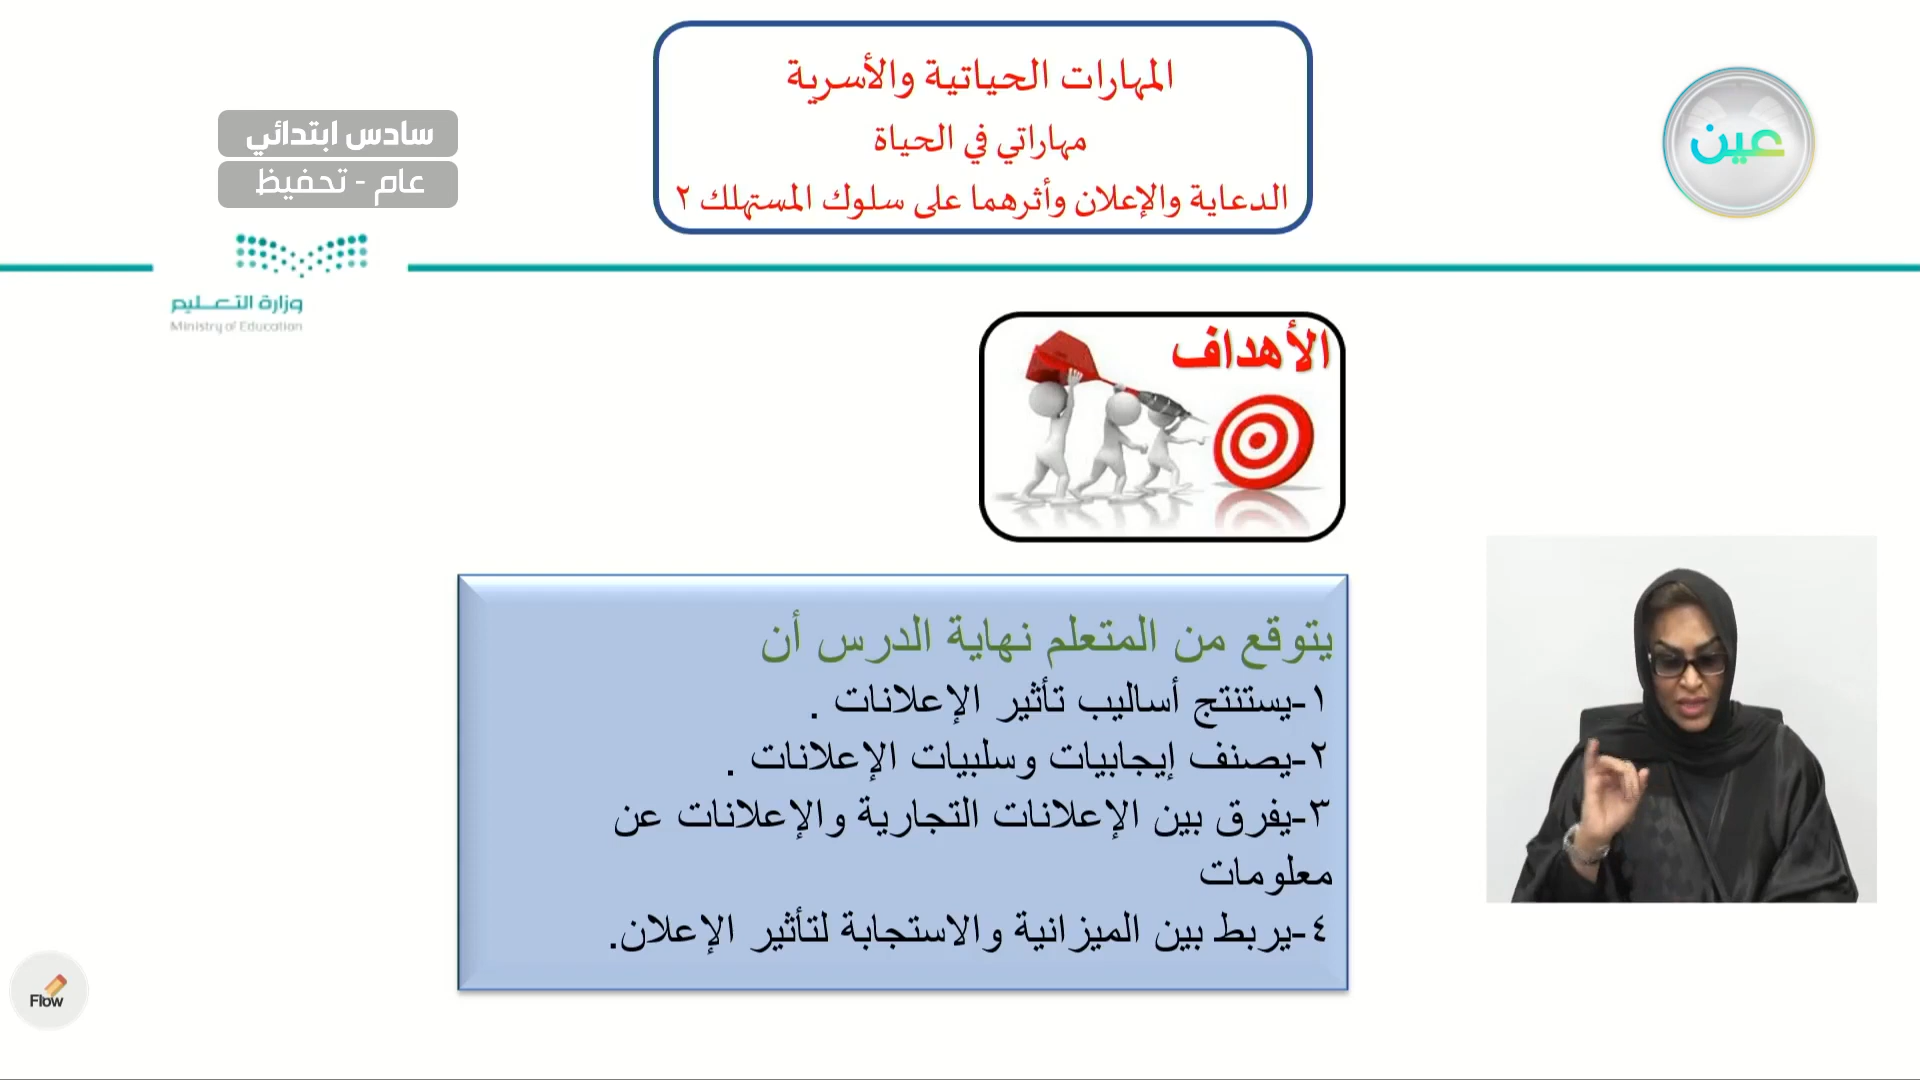 المهارات الحياتية والأسرية
مهاراتي في الحياة
الدعاية والإعلان وأثرهما على سلوك المستهلك ٢
عين
سادس ابتدائي
عام - تحفيظ
وزارة التعليم
Ministry of Education
الأهداف
يتوقع من المتعلم نهاية الدرس أن
١-يستنتج أساليب تأثير الإعلانات .
٢-يصنف إيجابيات وسلبيات الإعلانات .
٣-يفرق بين الإعلانات التجارية والإعلانات عن
معلومات
٤-يربط بين الميزانية والاستجابة لتأثير الإعلان.
Flow